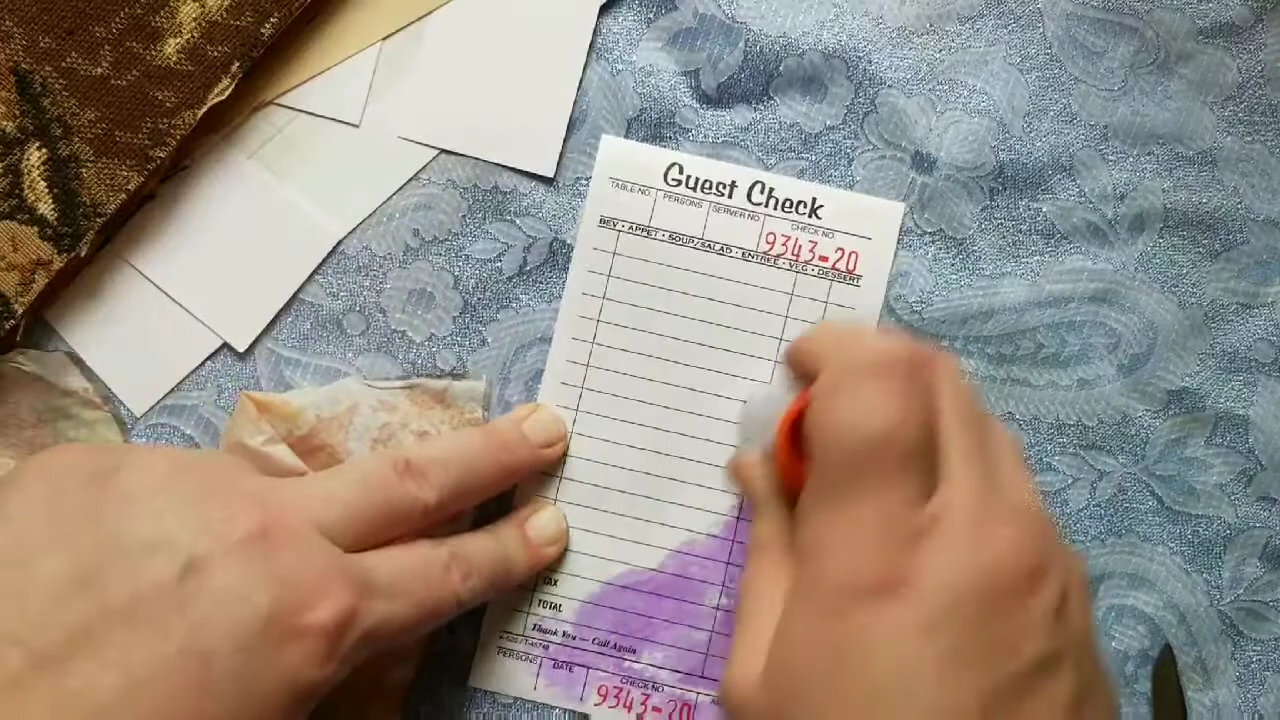 Guest Check
TABLE NO. PERSONS SERVER NO. CHECK NO.
9343-20
BEV • APPET • SOUP/SALAD • ENTREE • VEG • DESSERT
TAX
TOTAL
Thank You — Call Again
PERSONS DATE CHECK NO.
9343-20